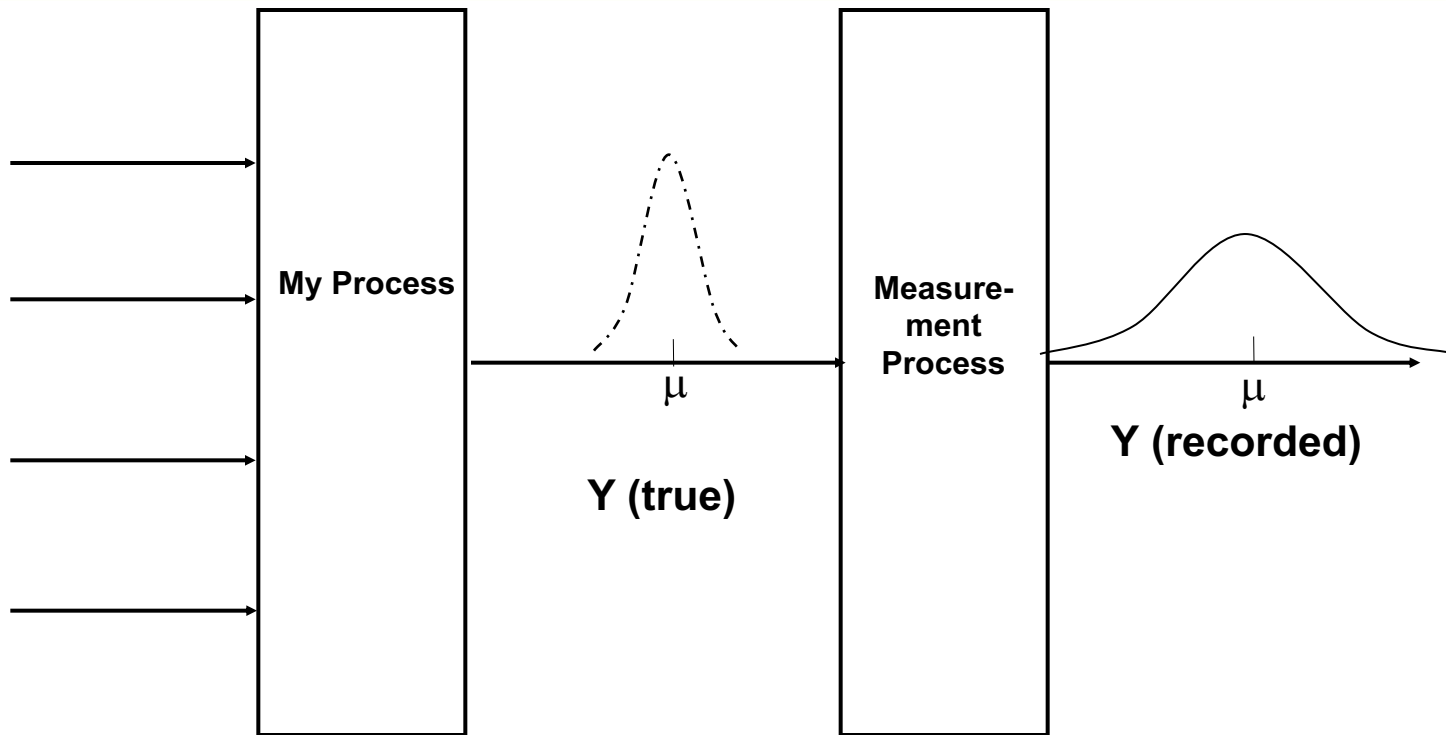 My Process
μ
Y (true)
Measure-
ment
Process
μ
Y (recorded)